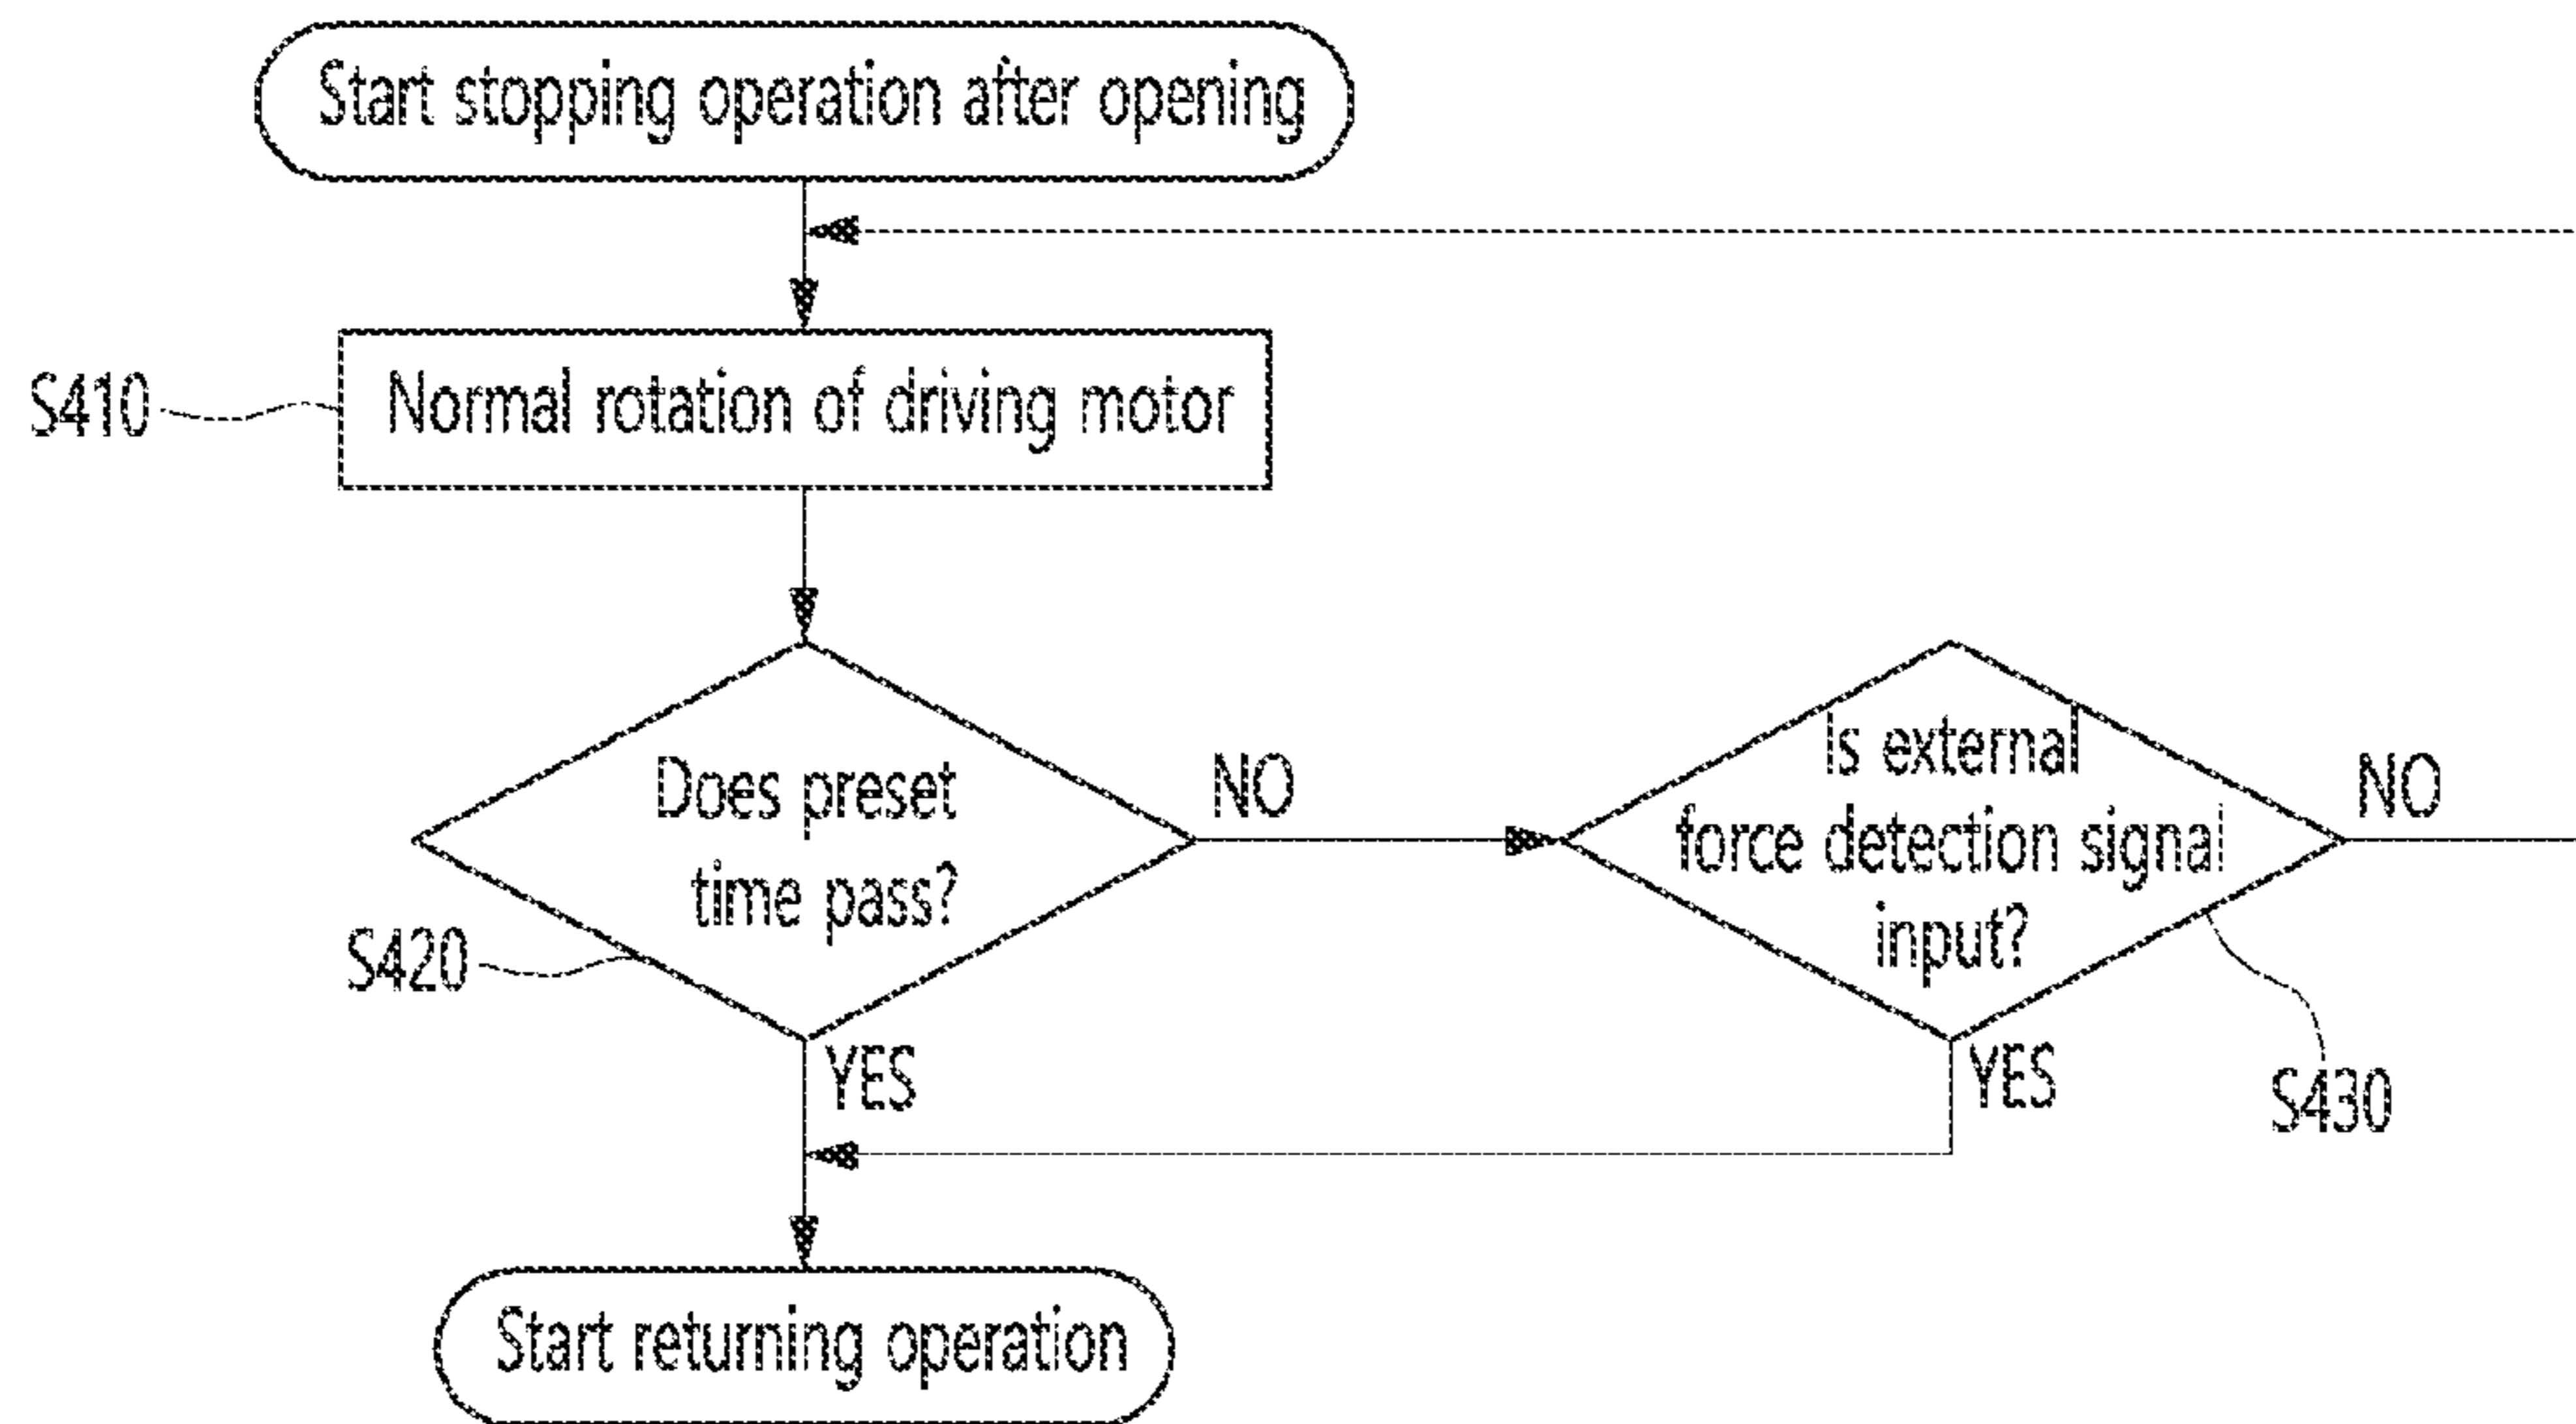 Start stopping operation after opening
S410
Normal rotation of driving motor
Does preset
time pass?
NO
S420
YES
Is external
force detection signal
input?
NO
YES
S430
Start returning operation